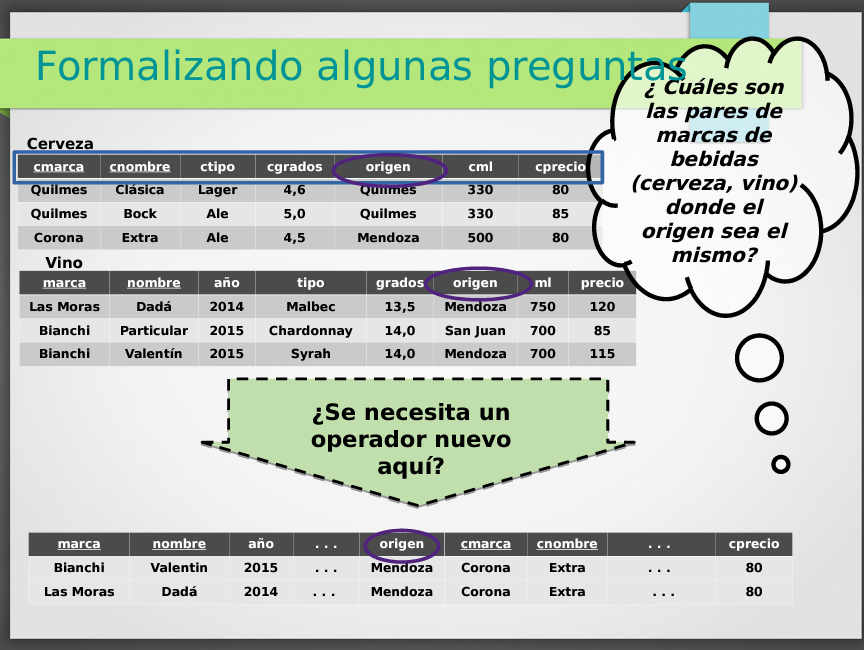 Formalizando algunas preguntas
¿ Cuáles son
las pares de
marcas de
bebidas
(cerveza, vino)
donde el
origen sea el
mismo?
Cerveza
cmarca cnombre ctipo cgrados origen cml cprecio
Quilmes Clásica Lager 4,6 Quilmes 330 80
Quilmes Bock Ale 5,0 Quilmes 330 85
Corona Extra Ale 4,5 Mendoza 500 80
Vino
marca nombre año tipo grados origen ml precio
Las Moras Dadá 2014 Malbec 13,5 Mendoza 750 120
Bianchi Particular 2015 Chardonnay 14,0 San Juan 700 85
Bianchi Valentín 2015 Syrah 14,0 Mendoza 700 115
¿Se necesita un
operador nuevo
aquí?
marca nombre año . . . origen cmarca cnombre . . . cprecio
Bianchi Valentin 2015 . . . Mendoza Corona Extra . . . 80
Las Moras Dadá 2014 . . . Mendoza Corona Extra . . . 80